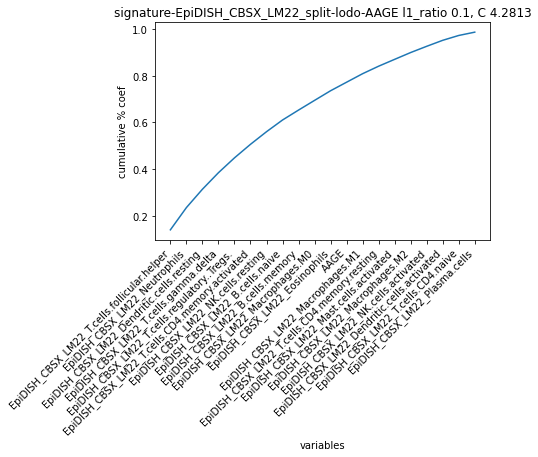 signature-EpiDISH_CBSX_LM22_split-lodo-AAGE l1_ratio 0.1, C 4.2813
cumulative % coef
1.0
0.8
0.6
0.4
0.2
EpiDISH_CBSX_LM22_T.cells.follicular.helper
EpiDISH_CBSX_LM22_Neutrophils
EpiDISH_CBSX_LM22_Dendritic.cells.resting
EpiDISH_CBSX_LM22_T.cells.gamma.delta
EpiDISH_CBSX_LM22_T.cells.regulatory..Tregs.
EpiDISH_CBSX_LM22_T.cells.CD4.memory.activated
EpiDISH_CBSX_LM22_NK.cells.resting
EpiDISH_CBSX_LM22_B.cells.naive
EpiDISH_CBSX_LM22_B.cells.memory
EpiDISH_CBSX_LM22_Macrophages.M0
EpiDISH_CBSX_LM22_Eosinophils
AAGE
EpiDISH_CBSX_LM22_Macrophages.M1
EpiDISH_CBSX_LM22_T.cells.CD4.memory.resting
EpiDISH_CBSX_LM22_Mast.cells.activated
EpiDISH_CBSX_LM22_Macrophages.M2
EpiDISH_CBSX_LM22_NK.cells.activated
EpiDISH_CBSX_LM22_Dendritic.cells.activated
EpiDISH_CBSX_LM22_T.cells.CD4.naive
EpiDISH_CBSX_LM22_Plasma.cells
variables